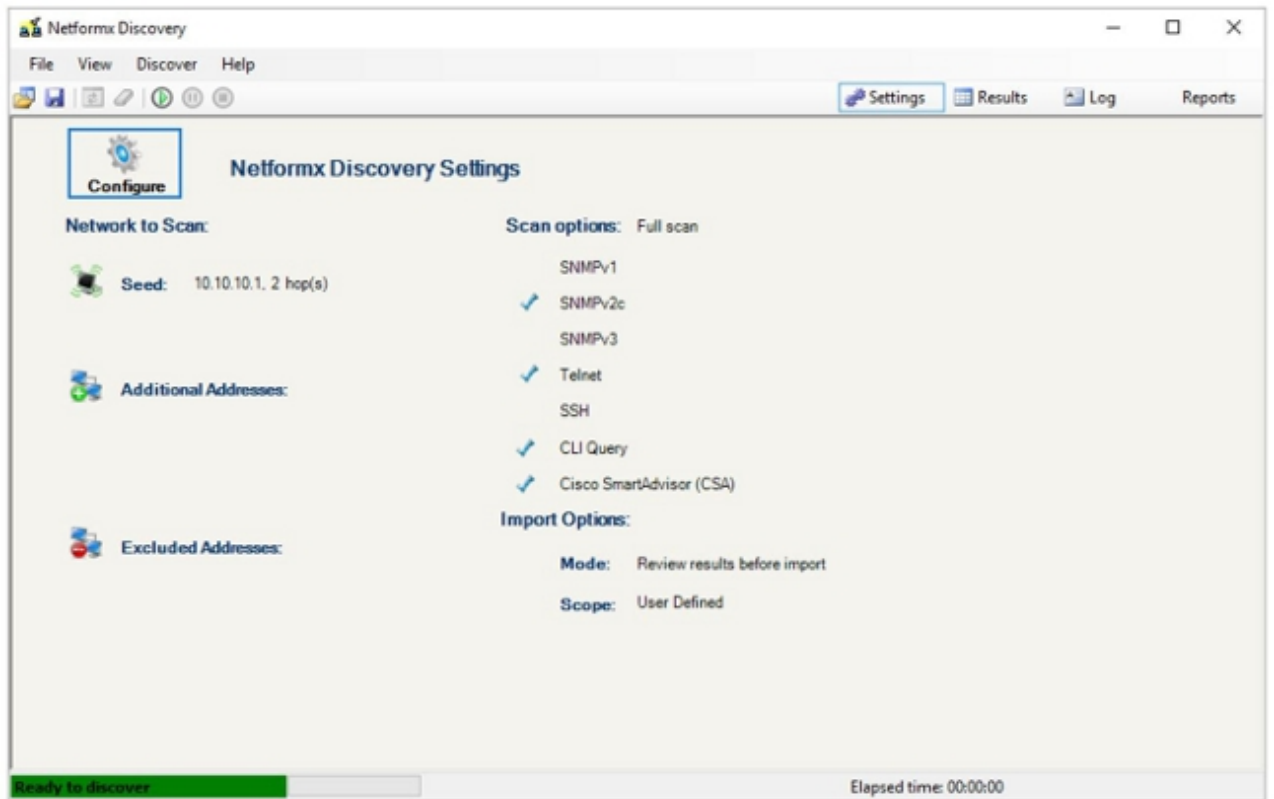 Netformx Discovery
File View Discover Help
Settings Results Log Reports
Configure
Netformx Discovery Settings
Network to Scan:
Seed: 10.10.10.1, 2 hop(s)
Additional Addresses:
Excluded Addresses:
Scan options: Full scan
SNMPv1
SNMPv2c
SNMPv3
Telnet
SSH
CLI Query
Cisco SmartAdvisor (CSA)
Import Options:
Mode: Review results before import
Scope: User Defined
Ready to discover
Elapsed time: 00:00:00